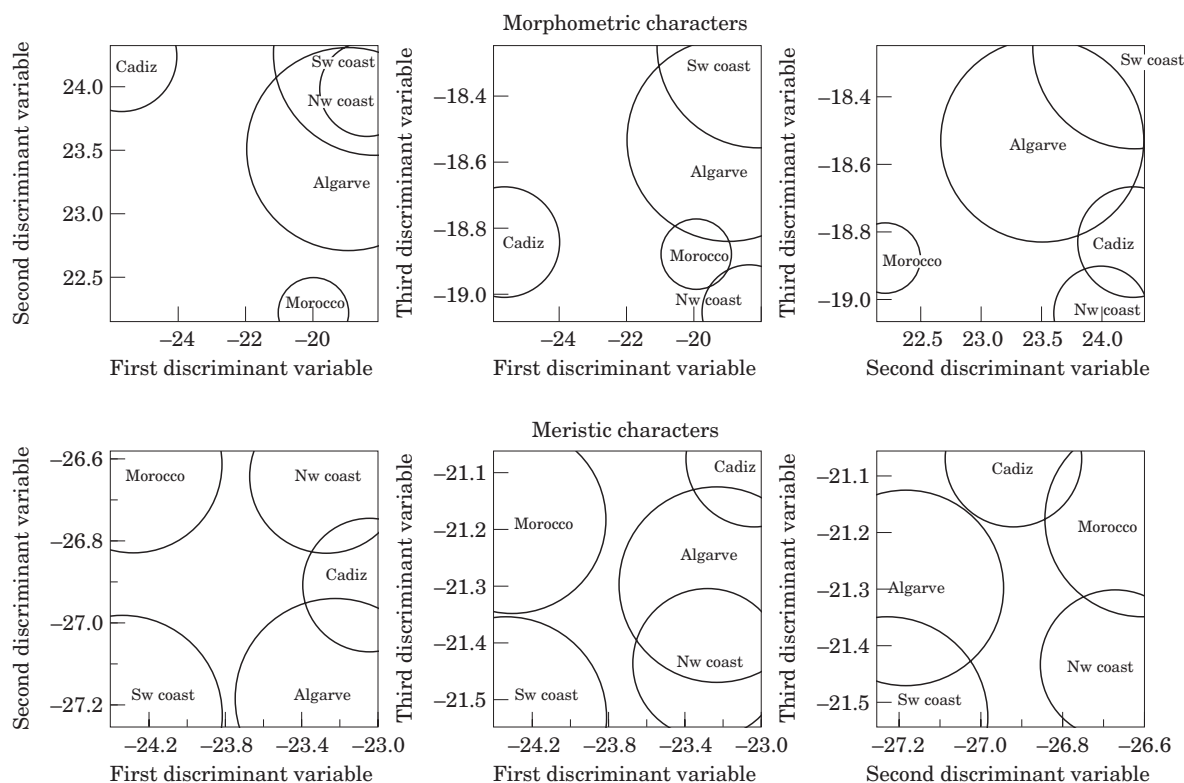 Morphometric characters
Second discriminant variable
24.0
23.5
23.0
22.5
Cadiz
Sw coast
Nw coast
Algarve
Morocco
−24
−22
−20
First discriminant variable
Third discriminant variable
−18.4
−18.6
−18.8
−19.0
Sw coast
Algarve
Cadiz
Morocco
Nw coast
−24
−22
−20
First discriminant variable
Third discriminant variable
−18.4
−18.6
−18.8
−19.0
Sw coast
Algarve
Cadiz
Morocco
Nw coast
22.5
23.0
23.5
24.0
Second discriminant variable
Meristic characters
Second discriminant variable
−26.6
−26.8
−27.0
−27.2
Morocco
Nw coast
Cadiz
Sw coast
Algarve
−24.2
−23.8
−23.4
−23.0
First discriminant variable
Third discriminant variable
−21.1
−21.2
−21.3
−21.4
−21.5
Cadiz
Morocco
Algarve
Nw coast
Sw coast
−24.2
−23.8
−23.4
−23.0
First discriminant variable
Third discriminant variable
−21.1
−21.2
−21.3
−21.4
−21.5
Cadiz
Morocco
Algarve
Nw coast
Sw coast
−27.2
−27.0
−26.8
−26.6
Second discriminant variable